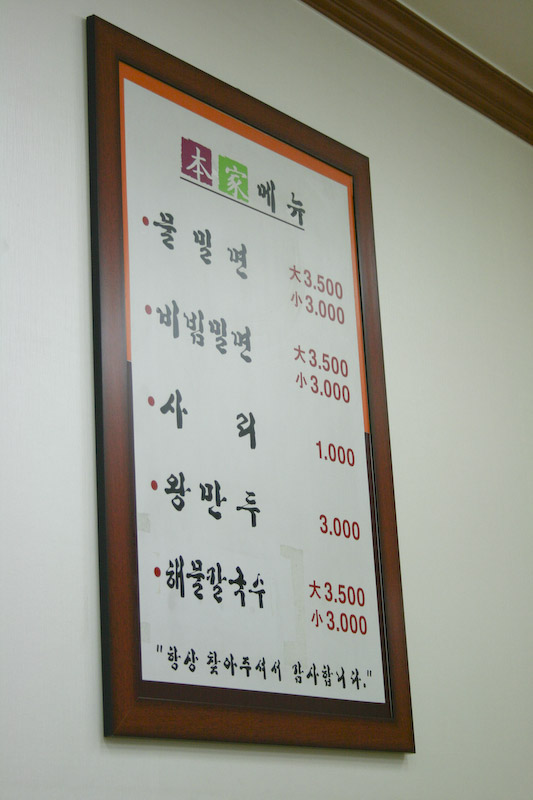 本家 메뉴
•물밀면
大3.500
小3.000
•비빔밀면
大3.500
小3.000
•사리
1.000
•왕만두
3.000
•해물칼국수
大3.500
小3.000
"항상 찾아주셔서 감사합니다."